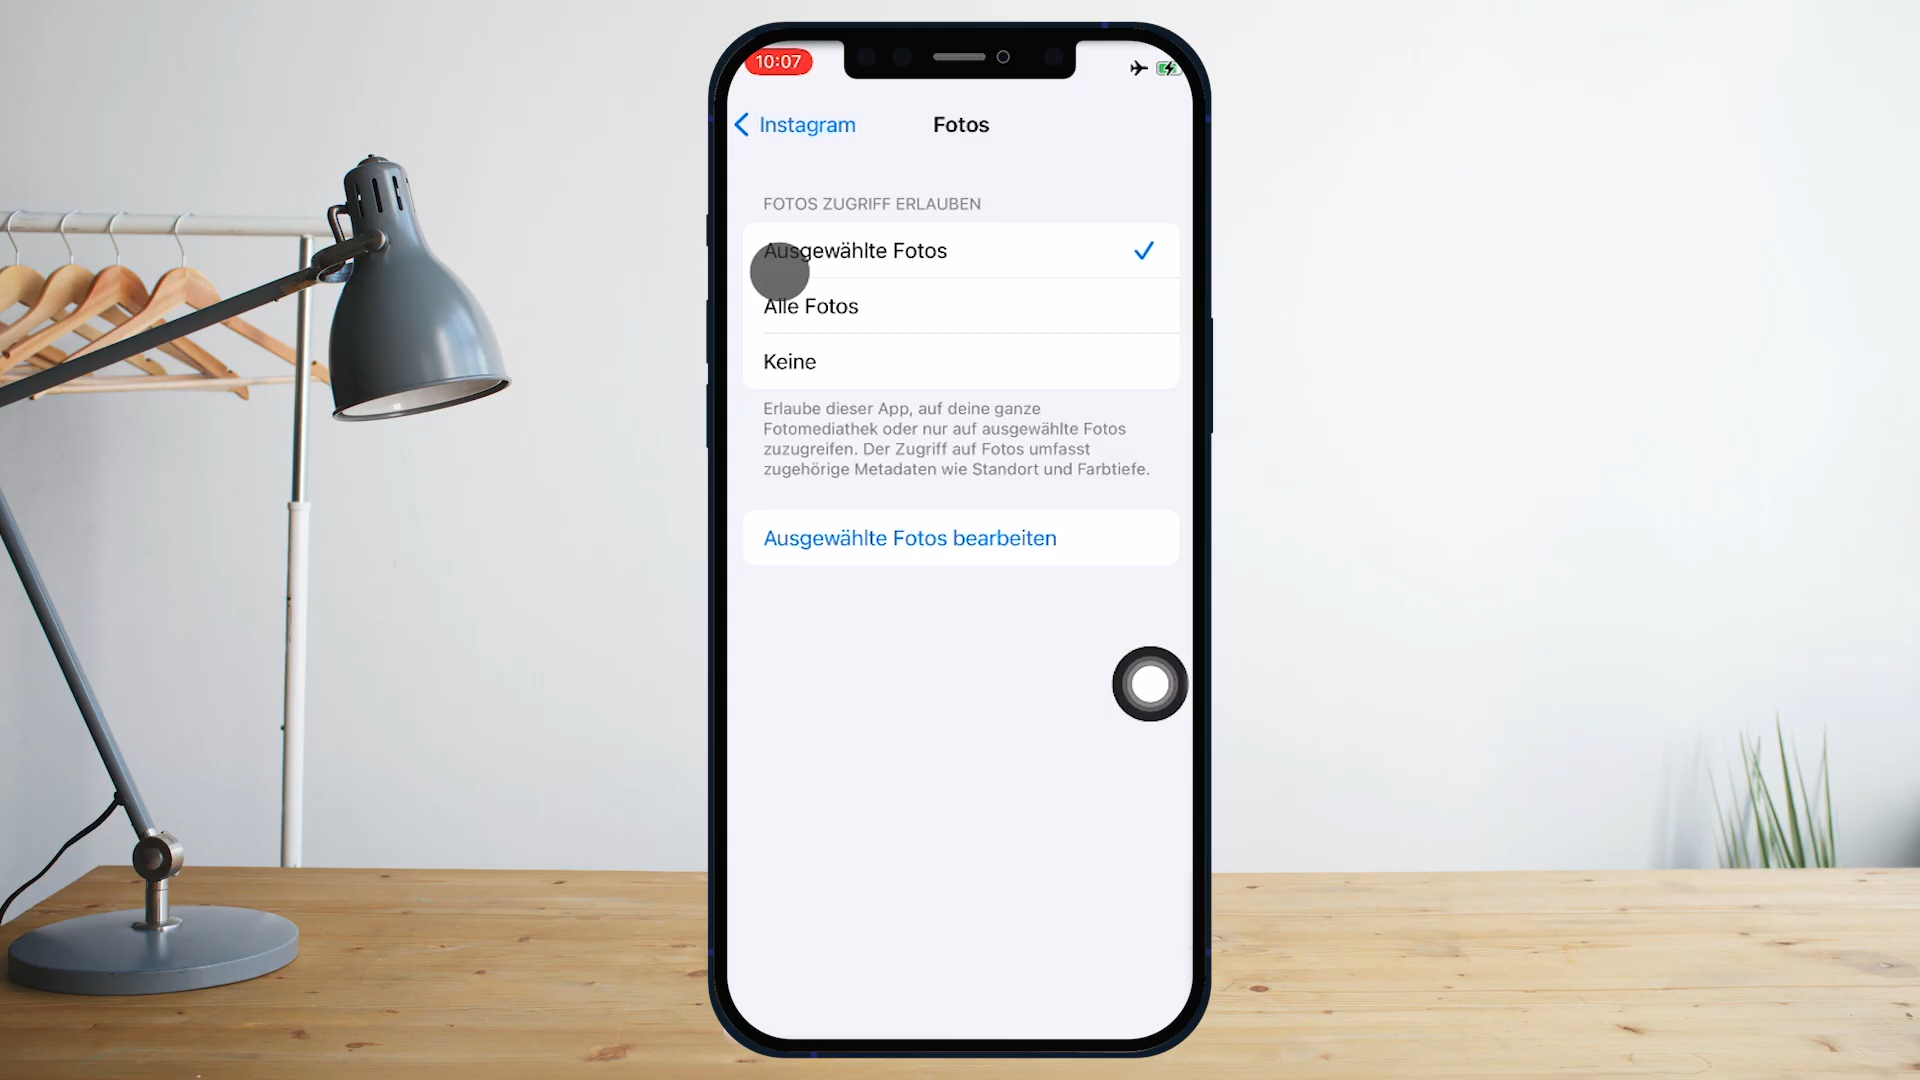 10:07
Instagram
Fotos
FOTOS ZUGRIFF ERLAUBEN
Ausgewählte Fotos
Alle Fotos
Keine
Erlaube dieser App, auf deine ganze
Fotomediathek oder nur auf ausgewählte Fotos
zuzugreifen. Der Zugriff auf Fotos umfasst
zugehörige Metadaten wie Standort und Farbtiefe.
Ausgewählte Fotos bearbeiten